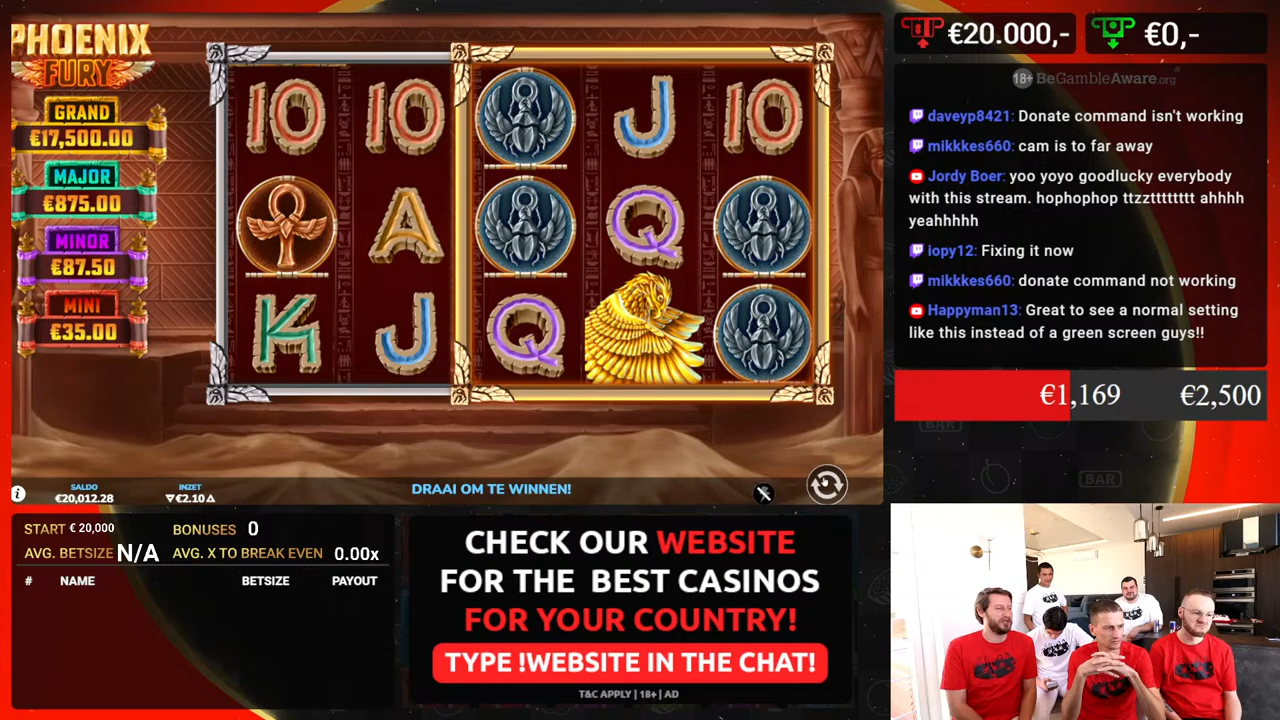 PHOENIX
FURY
GRAND
€17,500.00
MAJOR
€875.00
MINOR
€87.50
MINI
€35.00
10 10 J 10
A Q
K J Q
SALDO
€20,012.28
INZET
€2.10
DRAAI OM TE WINNEN!
€20.000,- €0,-
18+ BeGambleAware.org
daveyp8421: Donate command isn't working
mikkkes660: cam is to far away
Jordy Boer: yoo yoyo goodlucky everybody
with this stream. hophophop ttzzttttttt ahhhh
yeahhhhh
iopy12: Fixing it now
mikkkes660: donate command not working
Happyman13: Great to see a normal setting
like this instead of a green screen guys!!
€1,169 €2,500
BAR
BAR
START € 20,000 BONUSES 0
AVG. BETSIZE N/A AVG. X TO BREAK EVEN 0.00x
# NAME BETSIZE PAYOUT
CHECK OUR WEBSITE
FOR THE BEST CASINOS
FOR YOUR COUNTRY!
TYPE !WEBSITE IN THE CHAT!
T&C APPLY | 18+ | AD